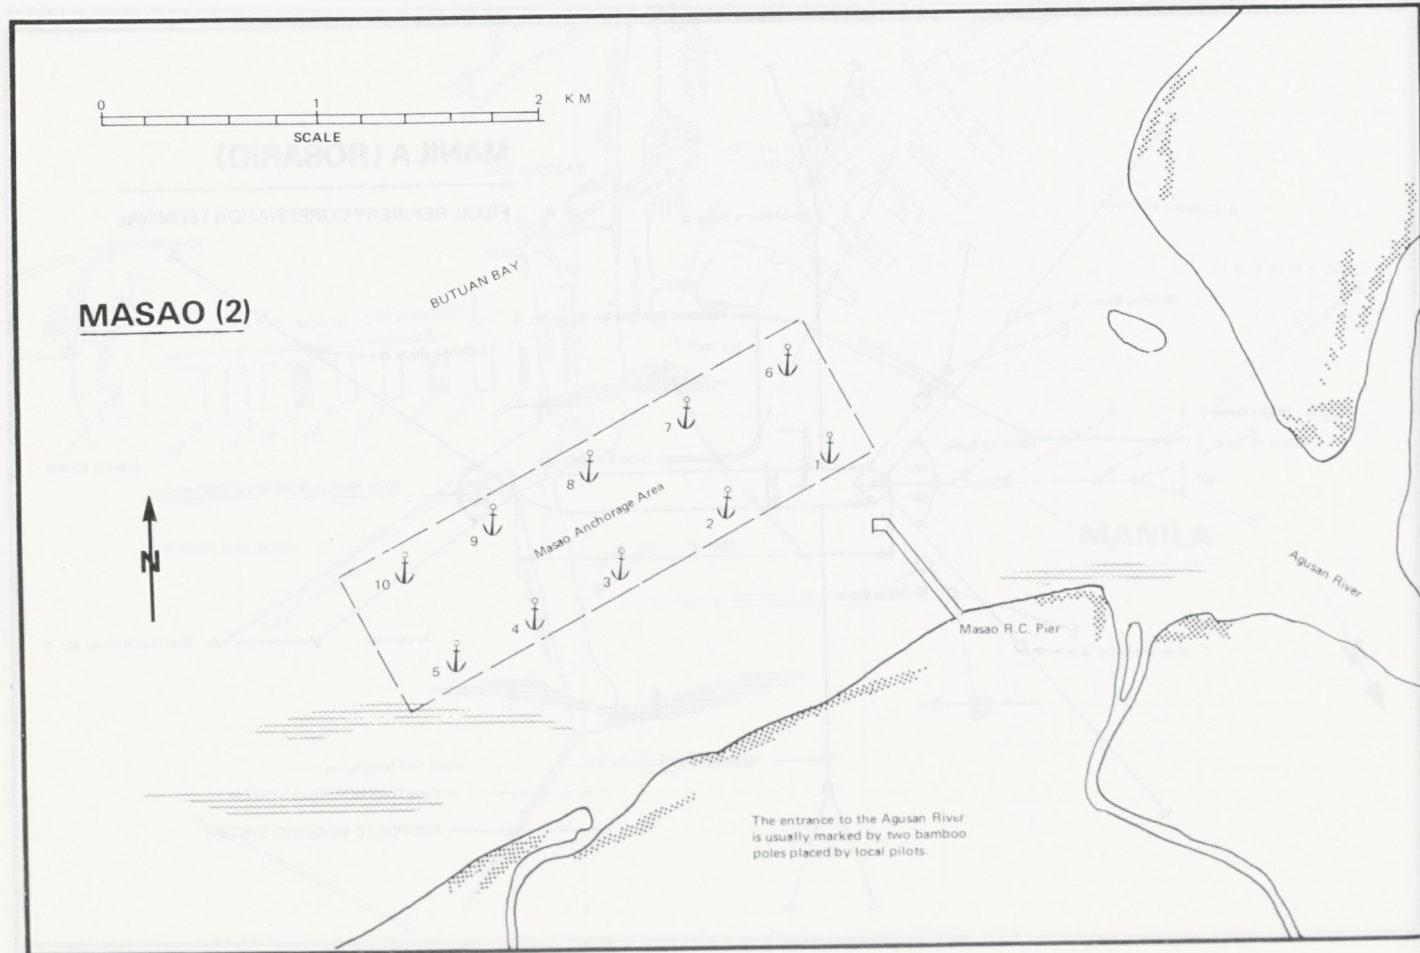 0 1 2 KM
SCALE
MASAO (2)
BUTUAN BAY
6
7
1
8
Masao Anchorage Area
2
9
3
10
4
5
N
Agusan River
Masao R.C. Pier
The entrance to the Agusan River
is usually marked by two bamboo
poles placed by local pilots.